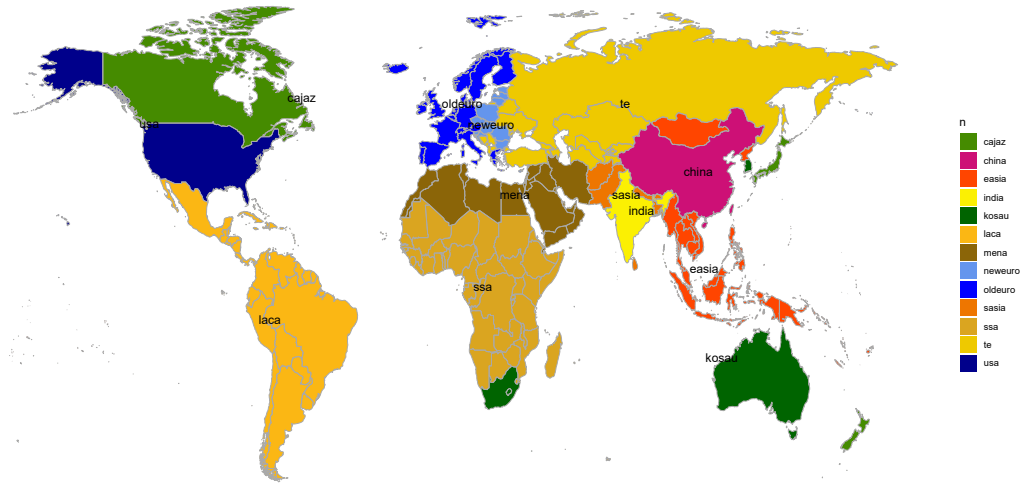 cajaz
usa
oldeuro
te
neweuro
china
mena
sasia
india
easia
ssa
laca
kosau
n
cajaz
china
easia
india
kosau
laca
mena
neweuro
oldeuro
sasia
ssa
te
usa